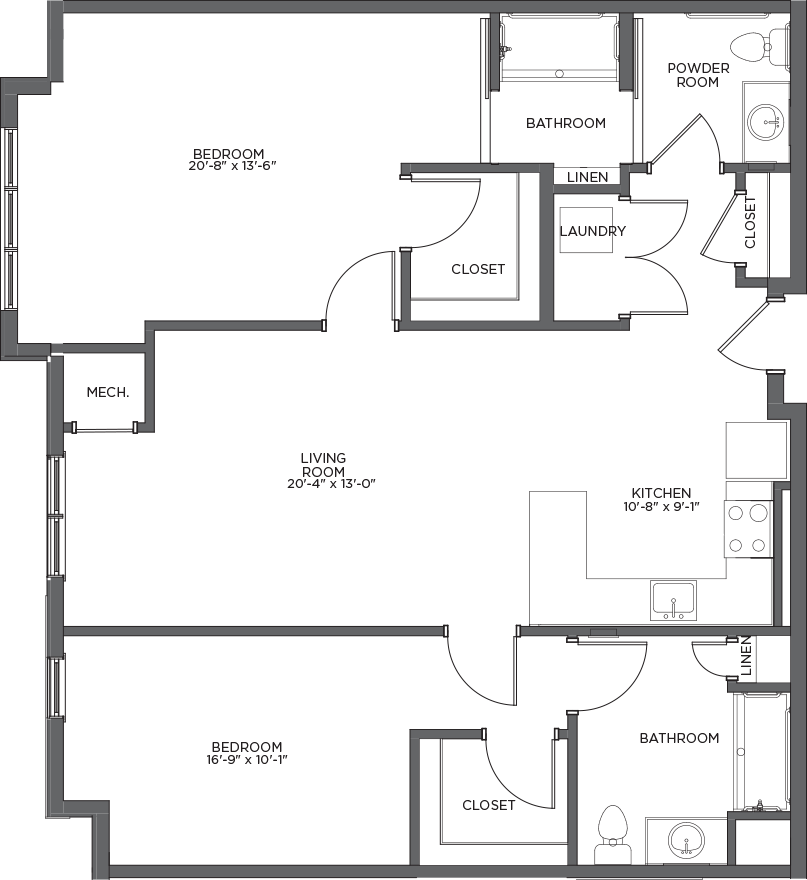 POWDER
ROOM
BATHROOM
BEDROOM
20'-8" x 13'-6"
LINEN
CLOSET
LAUNDRY
CLOSET
MECH.
LIVING
ROOM
20'-4" x 13'-0"
KITCHEN
10'-8" x 9'-1"
LINEN
BATHROOM
BEDROOM
16'-9" x 10'-1"
CLOSET